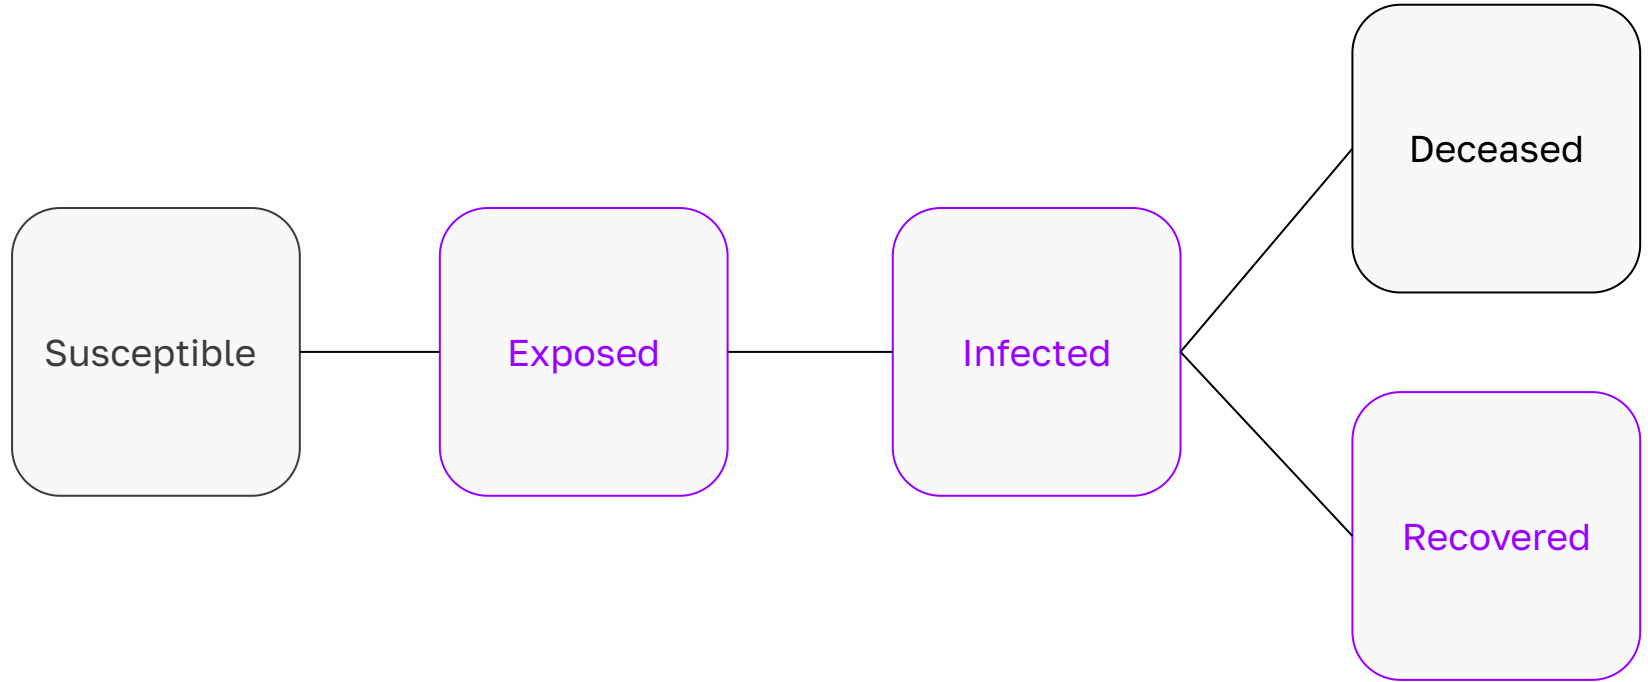 Susceptible
Exposed
Infected
Deceased
Recovered